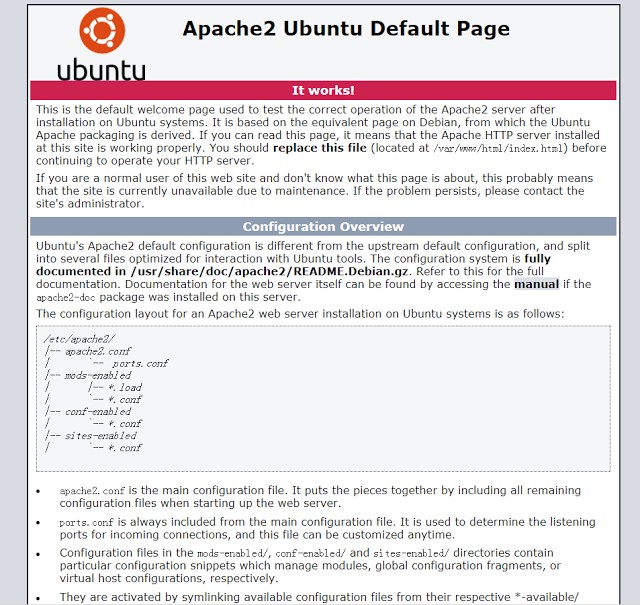 Apache2 Ubuntu Default Page
ubuntu
It works!
This is the default welcome page used to test the correct operation of the Apache2 server after
installation on Ubuntu systems. It is based on the equivalent page on Debian, from which the Ubuntu
Apache packaging is derived. If you can read this page, it means that the Apache HTTP server installed
at this site is working properly. You should replace this file (located at /var/www/html/index.html) before
continuing to operate your HTTP server.
If you are a normal user of this web site and don't know what this page is about, this probably means
that the site is currently unavailable due to maintenance. If the problem persists, please contact the
site's administrator.
Configuration Overview
Ubuntu's Apache2 default configuration is different from the upstream default configuration, and split
into several files optimized for interaction with Ubuntu tools. The configuration system is fully
documented in /usr/share/doc/apache2/README.Debian.gz. Refer to this for the full
documentation. Documentation for the web server itself can be found by accessing the manual if the
apache2-doc package was installed on this server.
The configuration layout for an Apache2 web server installation on Ubuntu systems is as follows:
/etc/apache2/
|-- apache2.conf
|       `--  ports.conf
|-- mods-enabled
|       |-- *.load
|       `-- *.conf
|-- conf-enabled
|       `-- *.conf
|-- sites-enabled
|       `-- *.conf
• apache2.conf is the main configuration file. It puts the pieces together by including all remaining
configuration files when starting up the web server.
• ports.conf is always included from the main configuration file. It is used to determine the listening
ports for incoming connections, and this file can be customized anytime.
• Configuration files in the mods-enabled/, conf-enabled/ and sites-enabled/ directories contain
particular configuration snippets which manage modules, global configuration fragments, or
virtual host configurations, respectively.
• They are activated by symlinking available configuration files from their respective *-available/